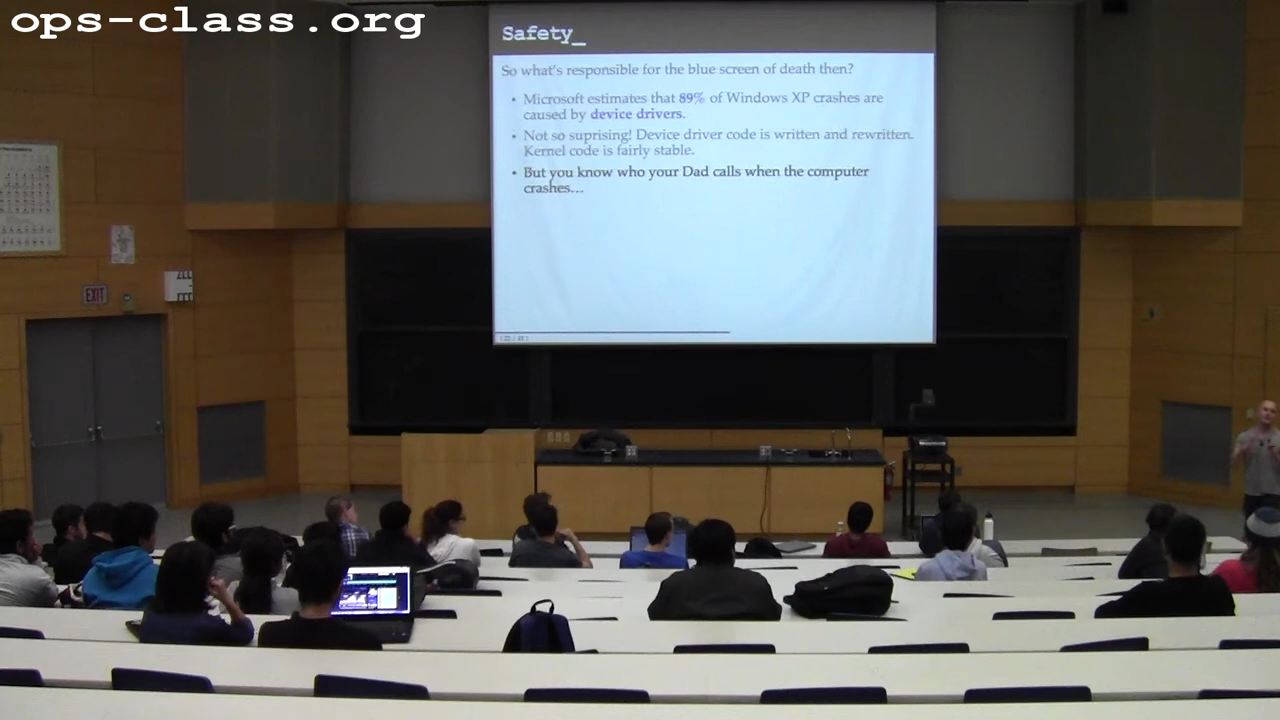 ops-class.org
Safety_
So what's responsible for the blue screen of death then?
• Microsoft estimates that 89% of Windows XP crashes are
caused by device drivers.
• Not so suprising! Device driver code is written and rewritten.
Kernel code is fairly stable.
• But you know who your Dad calls when the computer
crashes...
EXIT